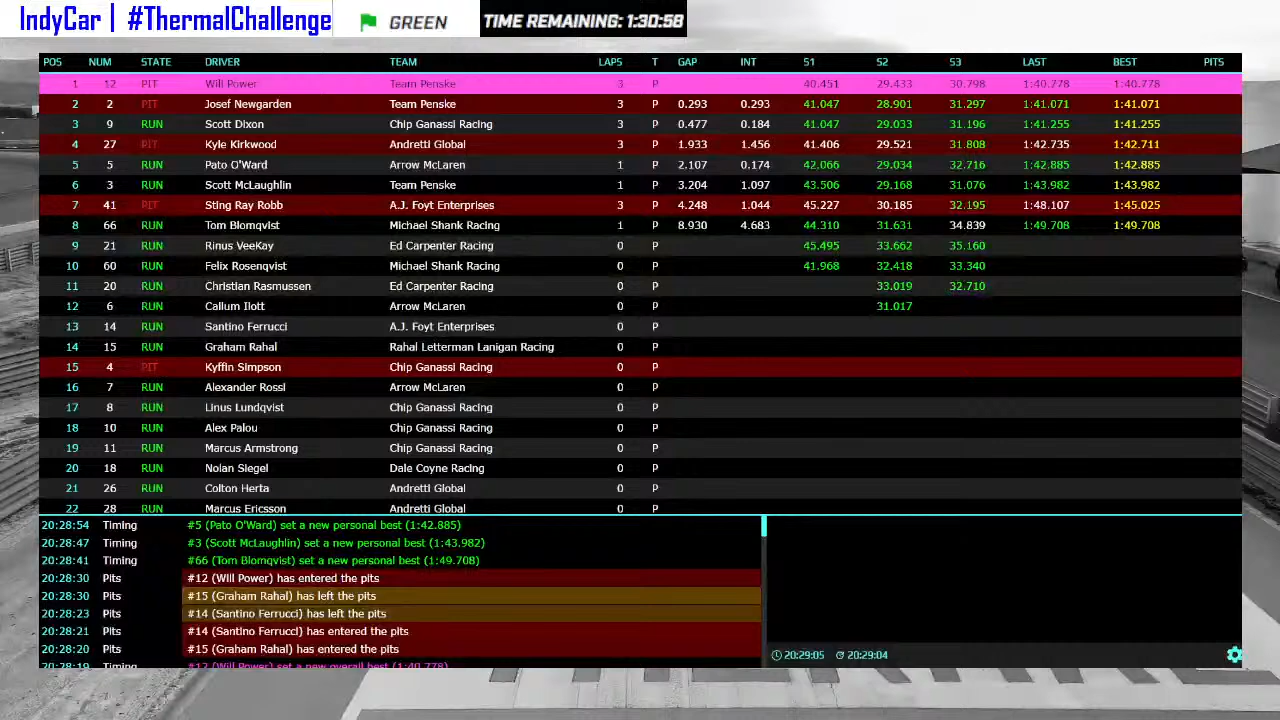 IndyCar | #ThermalChallenge GREEN TIME REMAINING: 1:30:58
POS NUM STATE DRIVER TEAM LAPS T GAP INT S1 S2 S3 LAST BEST PITS
1 12 PIT Will Power Team Penske 3 P 40.451 29.433 30.798 1:40.778 1:40.778
2 2 PIT Josef Newgarden Team Penske 3 P 0.293 0.293 41.047 28.901 31.297 1:41.071 1:41.071
3 9 RUN Scott Dixon Chip Ganassi Racing 3 P 0.477 0.184 41.047 29.033 31.196 1:41.255 1:41.255
4 27 PIT Kyle Kirkwood Andretti Global 3 P 1.933 1.456 41.406 29.521 31.808 1:42.735 1:42.711
5 5 RUN Pato O'Ward Arrow McLaren 1 P 2.107 0.174 42.066 29.034 32.716 1:42.885 1:42.885
6 3 RUN Scott McLaughlin Team Penske 1 P 3.204 1.097 43.506 29.168 31.076 1:43.982 1:43.982
7 41 PIT Sting Ray Robb A.J. Foyt Enterprises 3 P 4.248 1.044 45.227 30.185 32.195 1:48.107 1:45.025
8 66 RUN Tom Blomqvist Michael Shank Racing 1 P 8.930 4.683 44.310 31.631 34.839 1:49.708 1:49.708
9 21 RUN Rinus VeeKay Ed Carpenter Racing 0 P 45.495 33.662 35.160
10 60 RUN Felix Rosenqvist Michael Shank Racing 0 P 41.968 32.418 33.340
11 20 RUN Christian Rasmussen Ed Carpenter Racing 0 P 33.019 32.710
12 6 RUN Callum Ilott Arrow McLaren 0 P 31.017
13 14 RUN Santino Ferrucci A.J. Foyt Enterprises 0 P
14 15 RUN Graham Rahal Rahal Letterman Lanigan Racing 0 P
15 4 PIT Kyffin Simpson Chip Ganassi Racing 0 P
16 7 RUN Alexander Rossi Arrow McLaren 0 P
17 8 RUN Linus Lundqvist Chip Ganassi Racing 0 P
18 10 RUN Alex Palou Chip Ganassi Racing 0 P
19 11 RUN Marcus Armstrong Chip Ganassi Racing 0 P
20 18 RUN Nolan Siegel Dale Coyne Racing 0 P
21 26 RUN Colton Herta Andretti Global 0 P
22 28 RUN Marcus Ericsson Andretti Global 0 P
20:28:54 Timing #5 (Pato O'Ward) set a new personal best (1:42.885)
20:28:47 Timing #3 (Scott McLaughlin) set a new personal best (1:43.982)
20:28:41 Timing #66 (Tom Blomqvist) set a new personal best (1:49.708)
20:28:30 Pits #12 (Will Power) has entered the pits
20:28:30 Pits #15 (Graham Rahal) has left the pits
20:28:23 Pits #14 (Santino Ferrucci) has left the pits
20:28:21 Pits #14 (Santino Ferrucci) has entered the pits
20:28:20 Pits #15 (Graham Rahal) has entered the pits
20:28:19 Timing #12 (Will Power) set a new overall best (1:40.778)
20:29:05 20:29:04